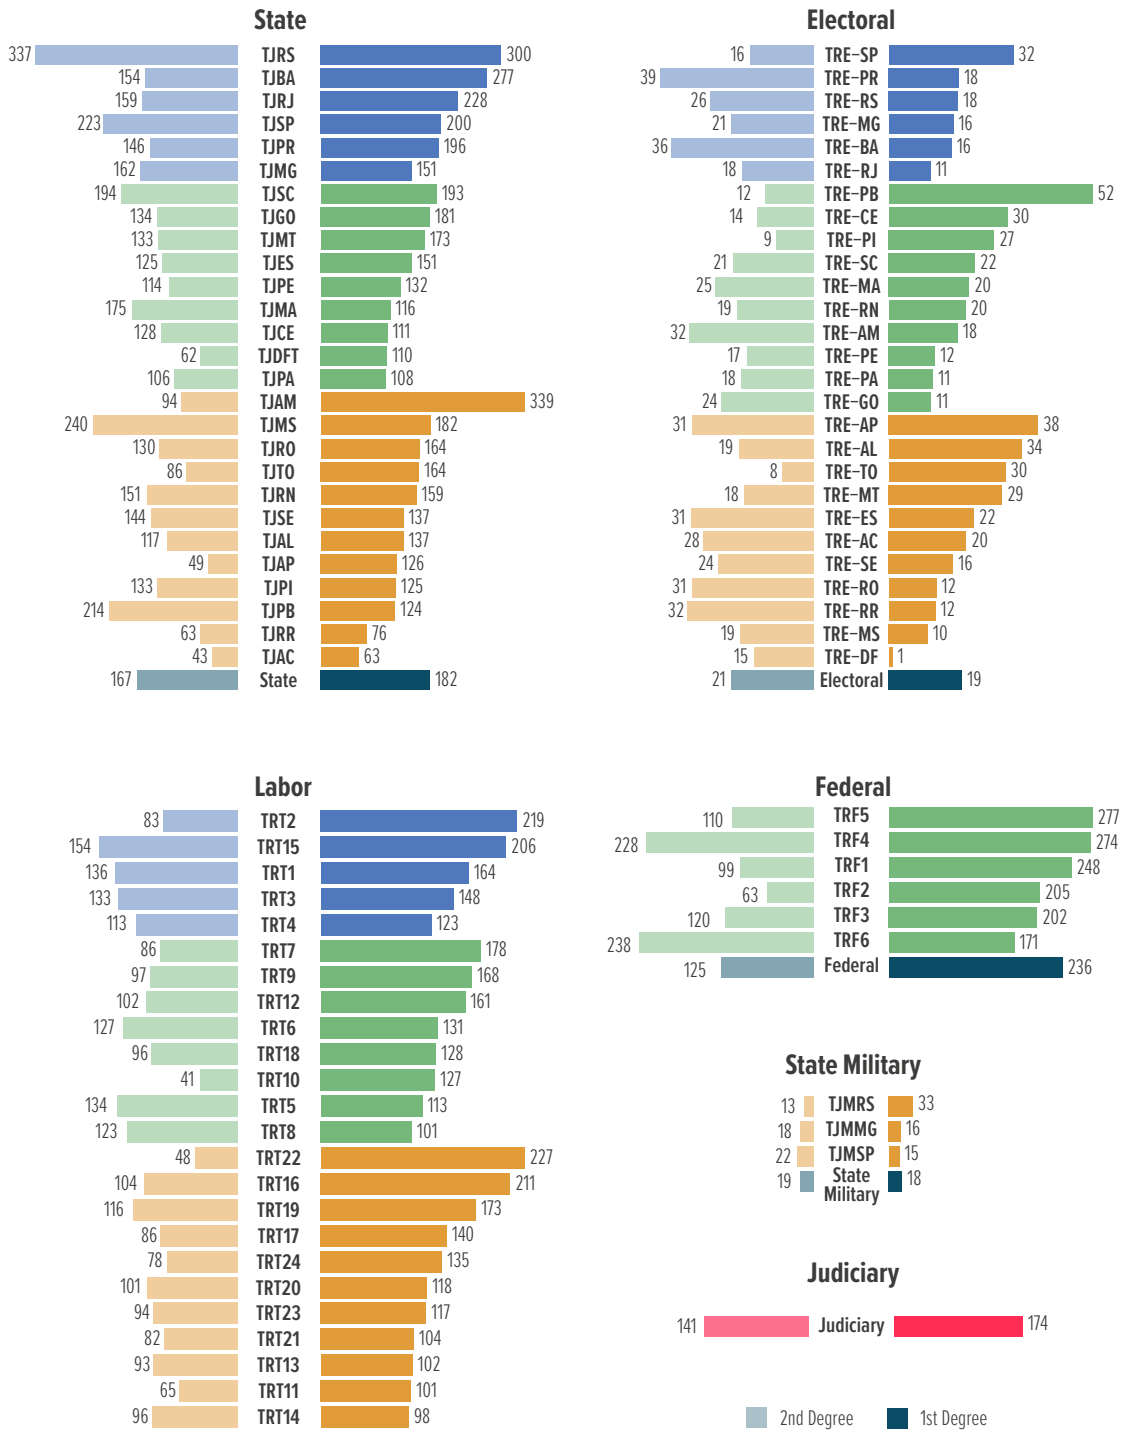 State
337 TJRS 300
154 TJBA 277
159 TJRJ 228
223 TJSP 200
146 TJPR 196
162 TJMG 151
194 TJSC 193
134 TJGO 181
133 TJMT 173
125 TJES 151
114 TJPE 132
175 TJMA 116
128 TJCE 111
62 TJDFT 110
106 TJPA 108
94 TJAM 339
240 TJMS 182
130 TJRO 164
86 TJTO 164
151 TJRN 159
144 TJSE 137
117 TJAL 137
49 TJAP 126
133 TJPI 125
214 TJPB 124
63 TJRR 76
43 TJAC 63
167 State 182
Electoral
16 TRE-SP 32
39 TRE-PR 18
26 TRE-RS 18
21 TRE-MG 16
36 TRE-BA 16
18 TRE-RJ 11
12 TRE-PB 52
14 TRE-CE 30
9 TRE-PI 27
21 TRE-SC 22
25 TRE-MA 20
19 TRE-RN 20
32 TRE-AM 18
17 TRE-PE 12
18 TRE-PA 11
24 TRE-GO 11
31 TRE-AP 38
19 TRE-AL 34
8 TRE-TO 30
18 TRE-MT 29
31 TRE-ES 22
28 TRE-AC 20
24 TRE-SE 16
31 TRE-RO 12
32 TRE-RR 12
19 TRE-MS 10
15 TRE-DF 1
21 Electoral 19
Labor
83 TRT2 219
154 TRT15 206
136 TRT1 164
133 TRT3 148
113 TRT4 123
86 TRT7 178
97 TRT9 168
102 TRT12 161
127 TRT6 131
96 TRT18 128
41 TRT10 127
134 TRT5 113
123 TRT8 101
48 TRT22 227
104 TRT16 211
116 TRT19 173
86 TRT17 140
78 TRT24 135
101 TRT20 118
94 TRT23 117
82 TRT21 104
93 TRT13 102
65 TRT11 101
96 TRT14 98
Federal
110 TRF5 277
228 TRF4 274
99 TRF1 248
63 TRF2 205
120 TRF3 202
238 TRF6 171
125 Federal 236
State Military
13 TJMRS 33
18 TJMMG 16
22 TJMSP 15
19 State 18
Military
Judiciary
141 Judiciary 174
2nd Degree 1st Degree